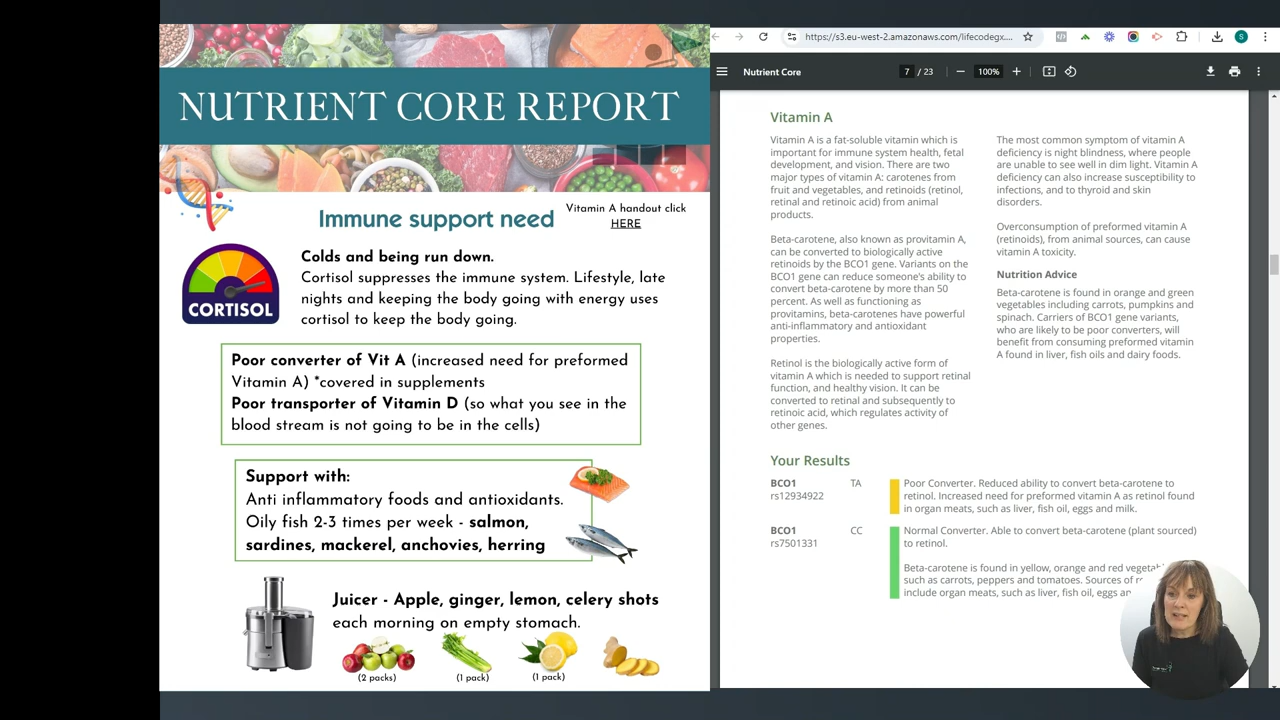 NUTRIENT CORE REPORT
Immune support need
Vitamin A handout click
HERE
CORTISOL
Colds and being run down.
Cortisol suppresses the immune system. Lifestyle, late
nights and keeping the body going with energy uses
cortisol to keep the body going.
Poor converter of Vit A (increased need for preformed
Vitamin A) *covered in supplements
Poor transporter of Vitamin D (so what you see in the
blood stream is not going to be in the cells)
Support with:
Anti inflammatory foods and antioxidants.
Oily fish 2-3 times per week - salmon,
sardines, mackerel, anchovies, herring
Juicer - Apple, ginger, lemon, celery shots
each morning on empty stomach.
(2 packs)
(1 pack)
(1 pack)
https://s3.eu-west-2.amazonaws.com/lifecodegx....
S
Nutrient Core
7 / 23
100%
Vitamin A
Vitamin A is a fat-soluble vitamin which is
important for immune system health, fetal
development, and vision. There are two
major types of vitamin A: carotenes from
fruit and vegetables, and retinoids (retinol,
retinal and retinoic acid) from animal
products.
Beta-carotene, also known as provitamin A,
can be converted to biologically active
retinoids by the BCO1 gene. Variants on the
BCO1 gene can reduce someone's ability to
convert beta-carotene by more than 50
percent. As well as functioning as
provitamins, beta-carotenes have powerful
anti-inflammatory and antioxidant
properties.
Retinol is the biologically active form of
vitamin A which is needed to support retinal
function, and healthy vision. It can be
converted to retinal and subsequently to
retinoic acid, which regulates activity of
other genes.
The most common symptom of vitamin A
deficiency is night blindness, where people
are unable to see well in dim light. Vitamin A
deficiency can also increase susceptibility to
infections, and to thyroid and skin
disorders.
Overconsumption of preformed vitamin A
(retinoids), from animal sources, can cause
vitamin A toxicity.
Nutrition Advice
Beta-carotene is found in orange and green
vegetables including carrots, pumpkins and
spinach. Carriers of BCO1 gene variants,
who are likely to be poor converters, will
benefit from consuming preformed vitamin
A found in liver, fish oils and dairy foods.
Your Results
BCO1 TA Poor Converter. Reduced ability to convert beta-carotene to
rs12934922 retinol. Increased need for preformed vitamin A as retinol found
in organ meats, such as liver, fish oil, eggs and milk.
BCO1 CC Normal Converter. Able to convert beta-carotene (plant sourced)
rs7501331 to retinol.
Beta-carotene is found in yellow, orange and red
such as carrots, peppers and tomatoes. Sources of
include organ meats, such as liver, fish oil, eggs